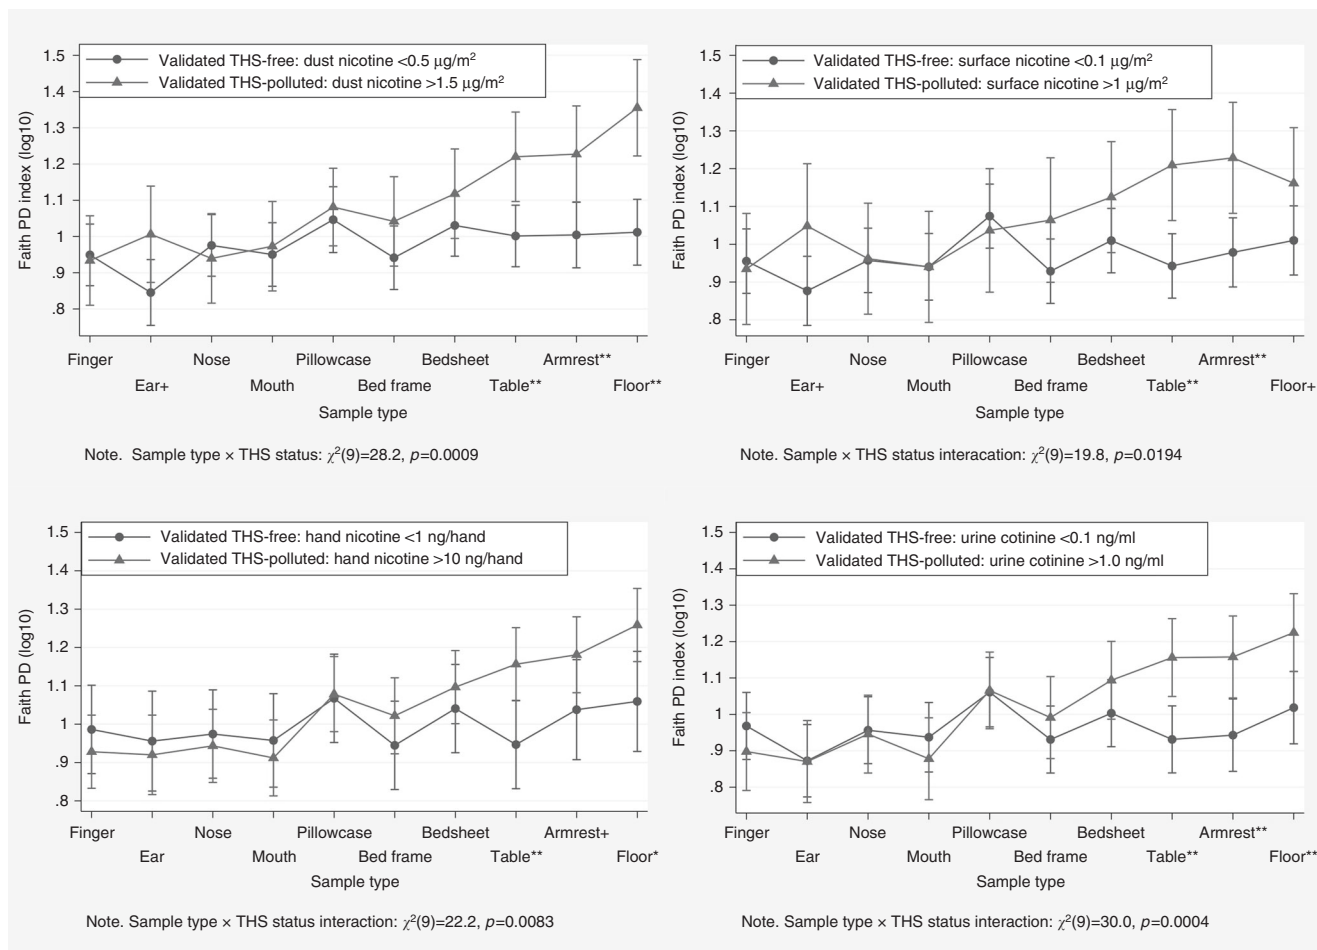 Validated THS-free: dust nicotine <0.5 μg/m²
Validated THS-polluted: dust nicotine >1.5 μg/m²
Faith PD index (log10)
1.5
1.4
1.3
1.2
1.1
1
.9
.8
Finger Nose Pillowcase Bedsheet Armrest**
Ear+ Mouth Bed frame Table** Floor**
Sample type
Note. Sample type × THS status: χ²(9)=28.2, p=0.0009
Validated THS-free: surface nicotine <0.1 μg/m²
Validated THS-polluted: surface nicotine >1 μg/m²
Faith PD index (log10)
1.5
1.4
1.3
1.2
1.1
1
.9
.8
Finger Nose Pillowcase Bedsheet Armrest**
Ear+ Mouth Bed frame Table** Floor+
Sample type
Note. Sample × THS status interacation: χ²(9)=19.8, p=0.0194
Validated THS-free: hand nicotine <1 ng/hand
Validated THS-polluted: hand nicotine >10 ng/hand
Faith PD (log10)
1.5
1.4
1.3
1.2
1.1
1
.9
.8
Finger Nose Pillowcase Bedsheet Armrest+
Ear Mouth Bed frame Table** Floor*
Sample type
Note. Sample type × THS status interaction: χ²(9)=22.2, p=0.0083
Validated THS-free: urine cotinine <0.1 ng/ml
Validated THS-polluted: urine cotinine >1.0 ng/ml
Faith PD index (log10)
1.5
1.4
1.3
1.2
1.1
1
.9
.8
Finger Nose Pillowcase Bedsheet Armrest**
Ear Mouth Bed frame Table** Floor**
Sample type
Note. Sample type × THS status interaction: χ²(9)=30.0, p=0.0004